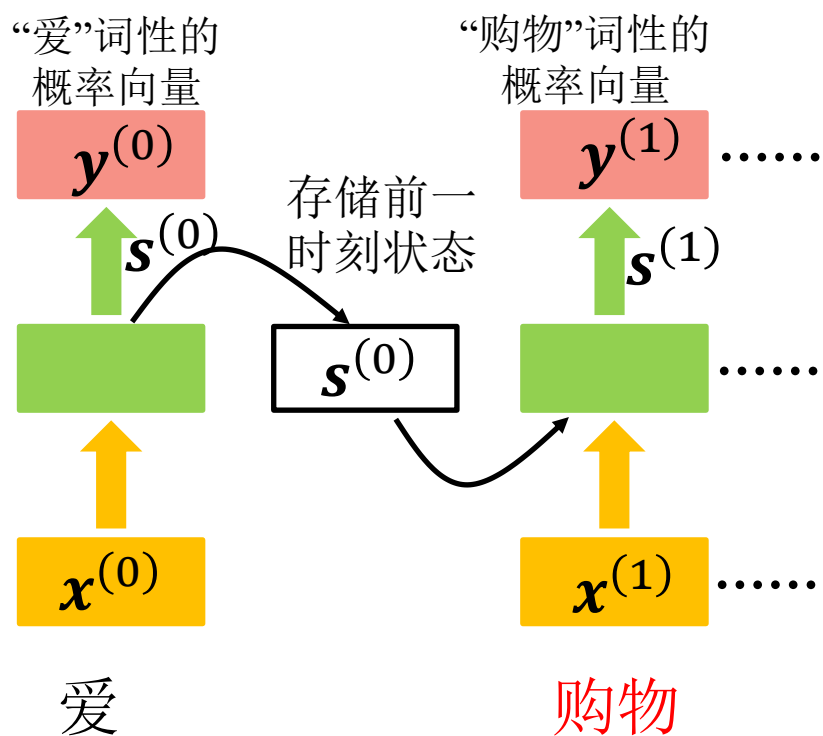 “爱”词性的
概率向量
“购物”词性的
概率向量
y^(0)
y^(1) ······
s^(0)
存储前一
时刻状态
s^(1)
s^(0)
······
x^(0)
x^(1) ······
爱
购物